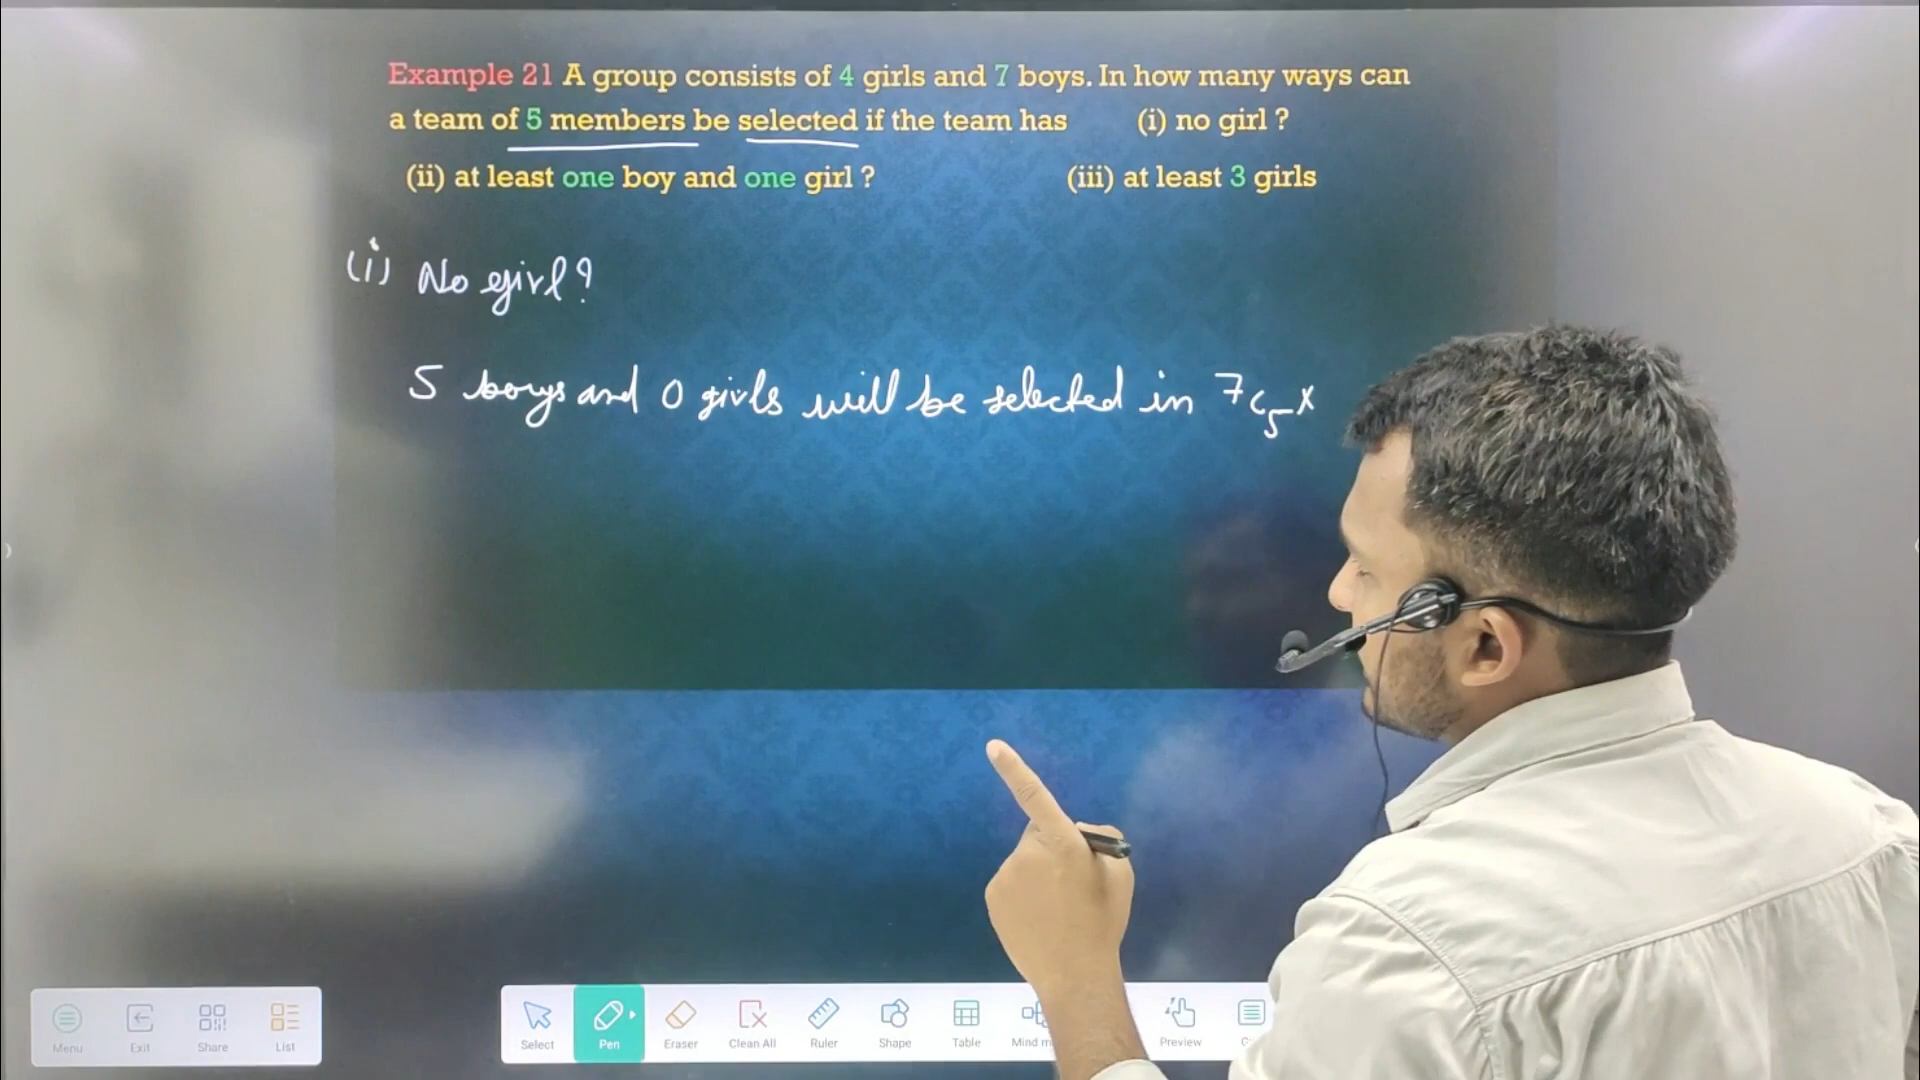 Example 21 A group consists of 4 girls and 7 boys. In how many ways can
a team of 5 members be selected if the team has (i) no girl ?
(ii) at least one boy and one girl ? (iii) at least 3 girls
(i) No girl?
5 boys and 0 girls will be selected in 7c5 x
Menu Exit Share List
Select Pen Eraser Clean All Ruler Shape Table Mind m Preview